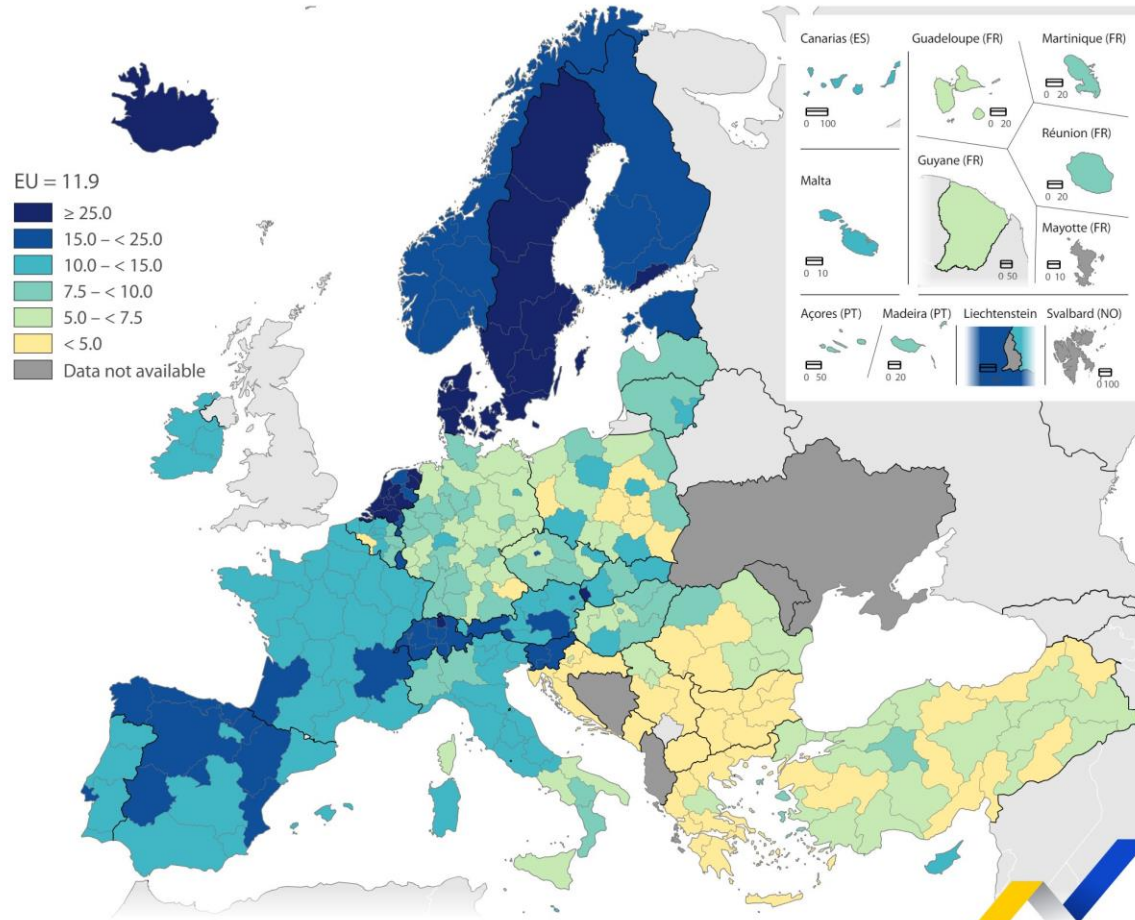 EU = 11.9
≥ 25.0
15.0 – < 25.0
10.0 – < 15.0
7.5 – < 10.0
5.0 – < 7.5
< 5.0
Data not available
Canarias (ES)
0 100
Guadeloupe (FR)
0 20
Martinique (FR)
0 20
Réunion (FR)
0 20
Guyane (FR)
0 50
Malta
0 10
Mayotte (FR)
0 10
Açores (PT)
0 50
Madeira (PT)
0 20
Liechtenstein
Svalbard (NO)
0 100